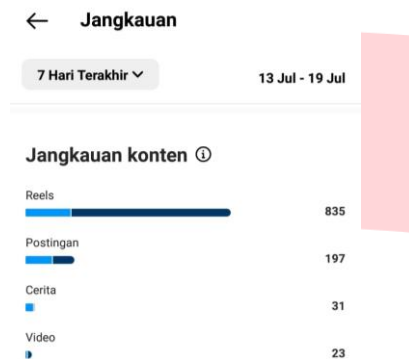 ← Jangkauan
7 Hari Terakhir
13 Jul - 19 Jul
Jangkauan konten
Reels
835
Postingan
197
Cerita
31
Video
23